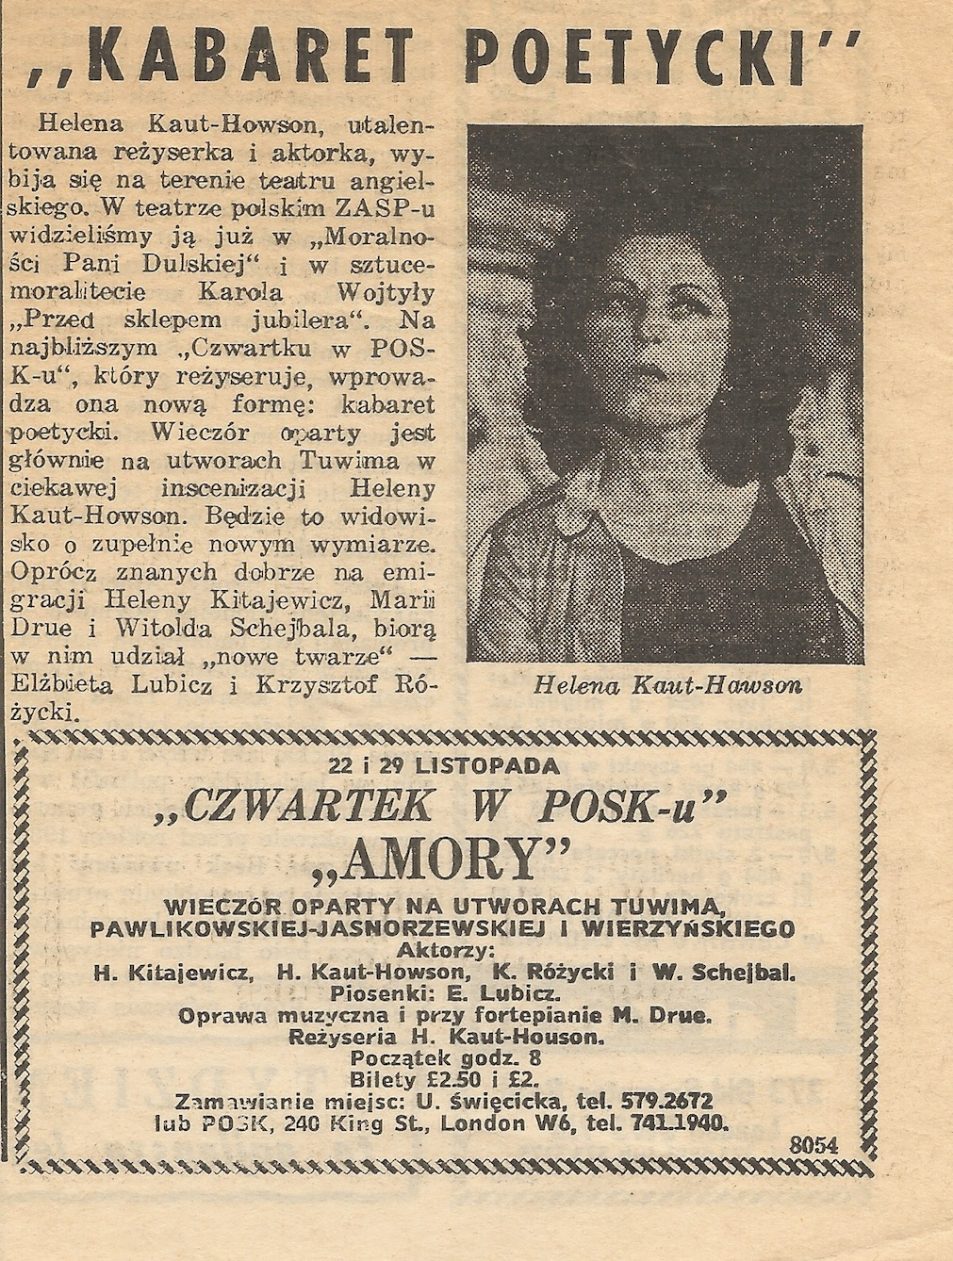 „KABARET POETYCKI”
Helena Kaut-Howson, utalen-
towana reżyserka i aktorka, wy-
bija się na terenie teatru angiel-
skiego. W teatrze polskim ZASP-u
widzieliśmy ją już w „Moralno-
ści Pani Dulskiej“ i w sztuce-
moralitecie Karola Wojtyły
„Przed sklepem jubilera“. Na
najbliższym „Czwartku w POS-
K-u“, który reżyseruje, wprowa-
dza ona nową formę: kabaret
poetycki. Wieczór oparty jest
głównie na utworach Tuwima w
ciekawej inscenizacji Heleny
Kaut-Howson. Będzie to widowi-
sko o zupełnie nowym wymiarze.
Oprócz znanych dobrze na emi-
gracji Heleny Kitajewicz, Marii
Drue i Witolda Schejbala, biorą
w nim udział „nowe twarze“ —
Elżbieta Lubicz i Krzysztof Ró-
życki.
Helena Kaut-Hawson
22 i 29 LISTOPADA
„CZWARTEK W POSK-u”
„AMORY”
WIECZÓR OPARTY NA UTWORACH TUWIMA,
PAWLIKOWSKIEJ-JASNORZEWSKIEJ I WIERZYŃSKIEGO
Aktorzy:
H. Kitajewicz, H. Kaut-Howson, K. Różycki i W. Schejbal.
Piosenki: E. Lubicz.
Oprawa muzyczna i przy fortepianie M. Drue.
Reżyseria H. Kaut-Houson.
Początek godz. 8
Bilety £2.50 i £2.
Zamawianie miejsc: U. święcicka, tel. 579.2672
lub POSK, 240 King St., London W6, tel. 741.1940.
8054